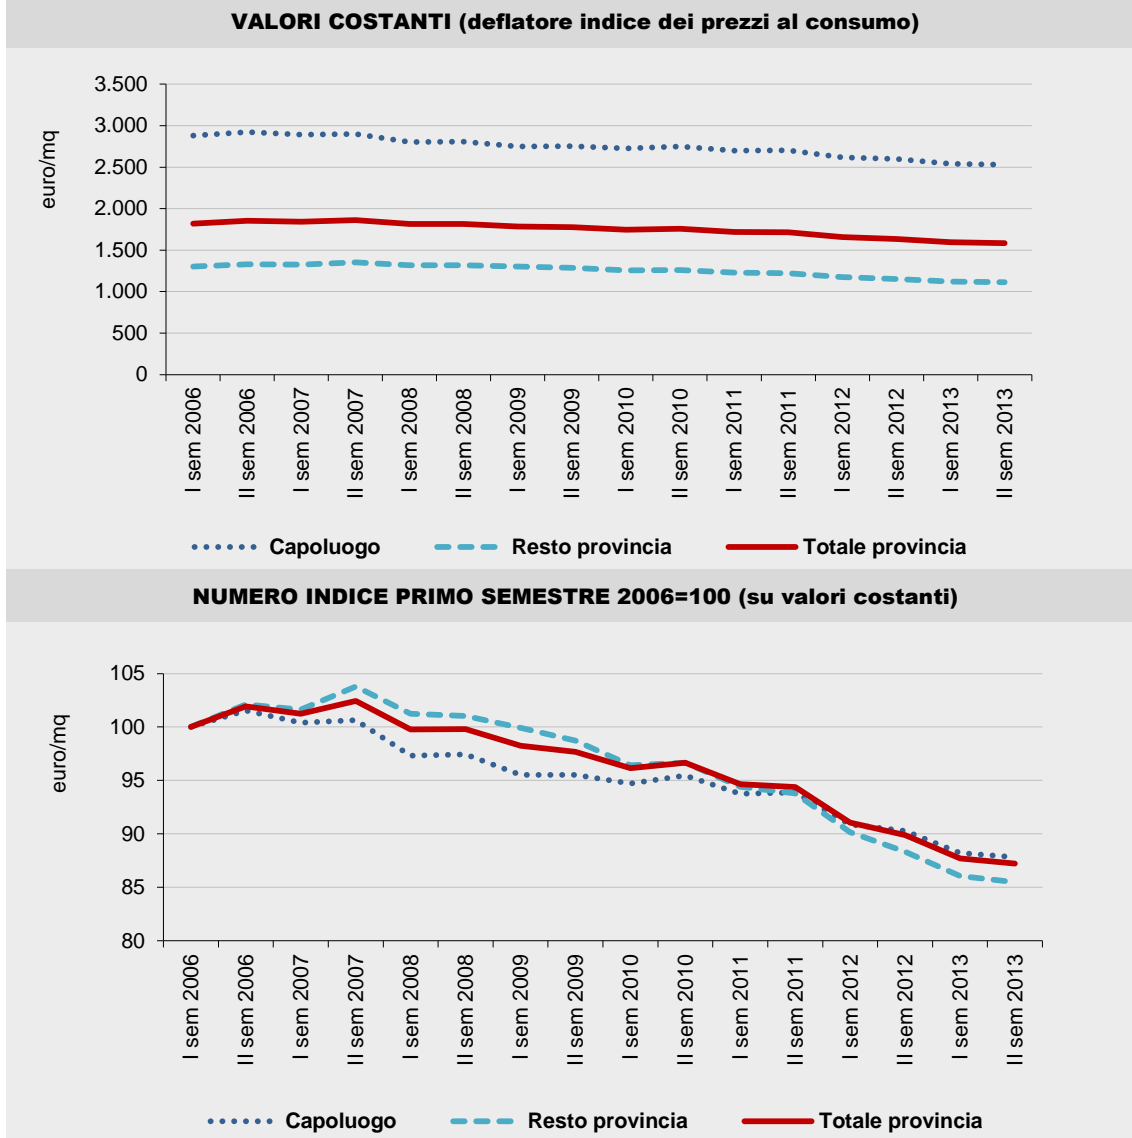 VALORI COSTANTI (deflatore indice dei prezzi al consumo)
euro/mq
3.500
3.000
2.500
2.000
1.500
1.000
500
0
I sem 2006
II sem 2006
I sem 2007
II sem 2007
I sem 2008
II sem 2008
I sem 2009
II sem 2009
I sem 2010
II sem 2010
I sem 2011
II sem 2011
I sem 2012
II sem 2012
I sem 2013
II sem 2013
Capoluogo Resto provincia Totale provincia
NUMERO INDICE PRIMO SEMESTRE 2006=100 (su valori costanti)
euro/mq
105
100
95
90
85
80
I sem 2006
II sem 2006
I sem 2007
II sem 2007
I sem 2008
II sem 2008
I sem 2009
II sem 2009
I sem 2010
II sem 2010
I sem 2011
II sem 2011
I sem 2012
II sem 2012
I sem 2013
II sem 2013
Capoluogo Resto provincia Totale provincia